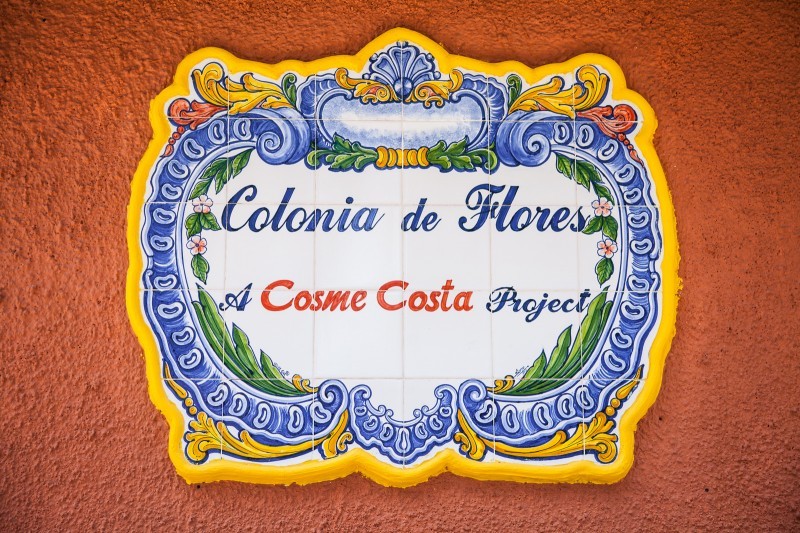 Colonia de Flores
A Cosme Costa Project